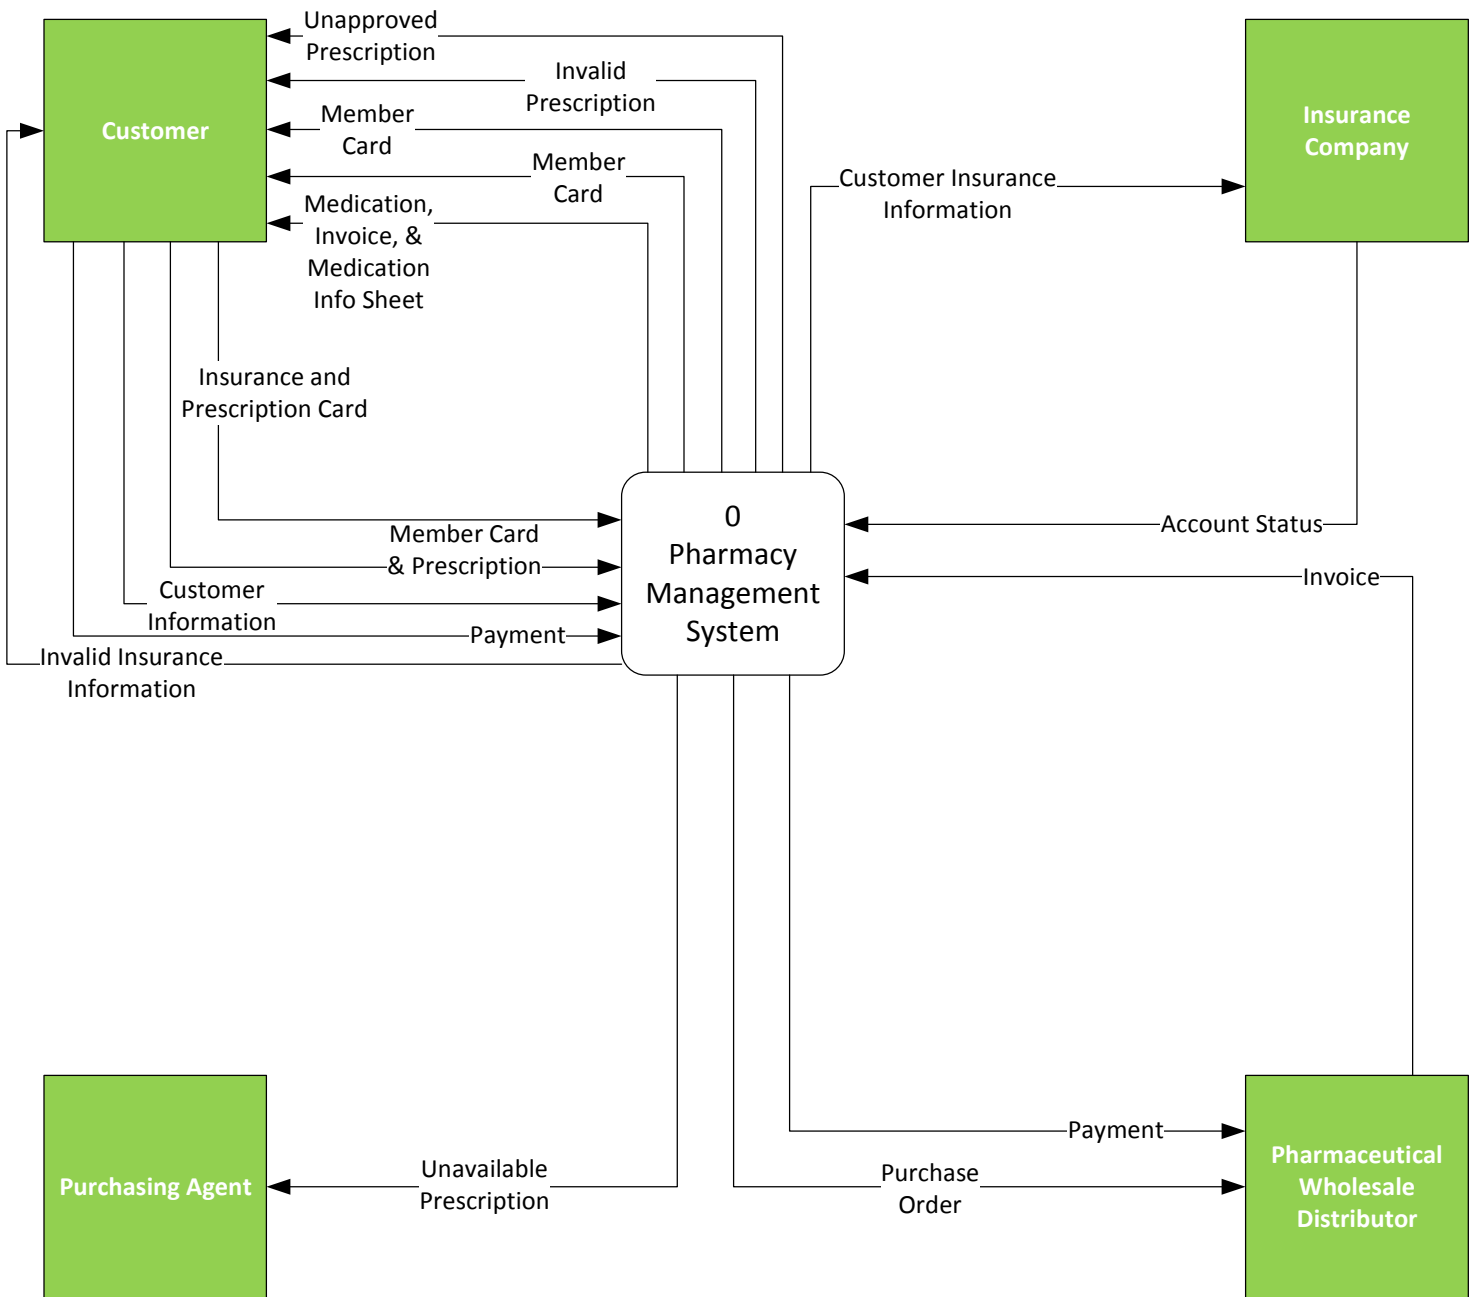 Unapproved
Prescription
Invalid
Prescription
Customer
Member
Card
Member
Card
Medication,
Invoice, &
Medication
Info Sheet
Insurance
Company
Customer Insurance
Information
Insurance and
Prescription Card
0
Pharmacy
Management
System
Account Status
Member Card
& Prescription
Invoice
Customer
Information
Payment
Invalid Insurance
Information
Payment
Purchasing Agent
Unavailable
Prescription
Purchase
Order
Pharmaceutical
Wholesale
Distributor